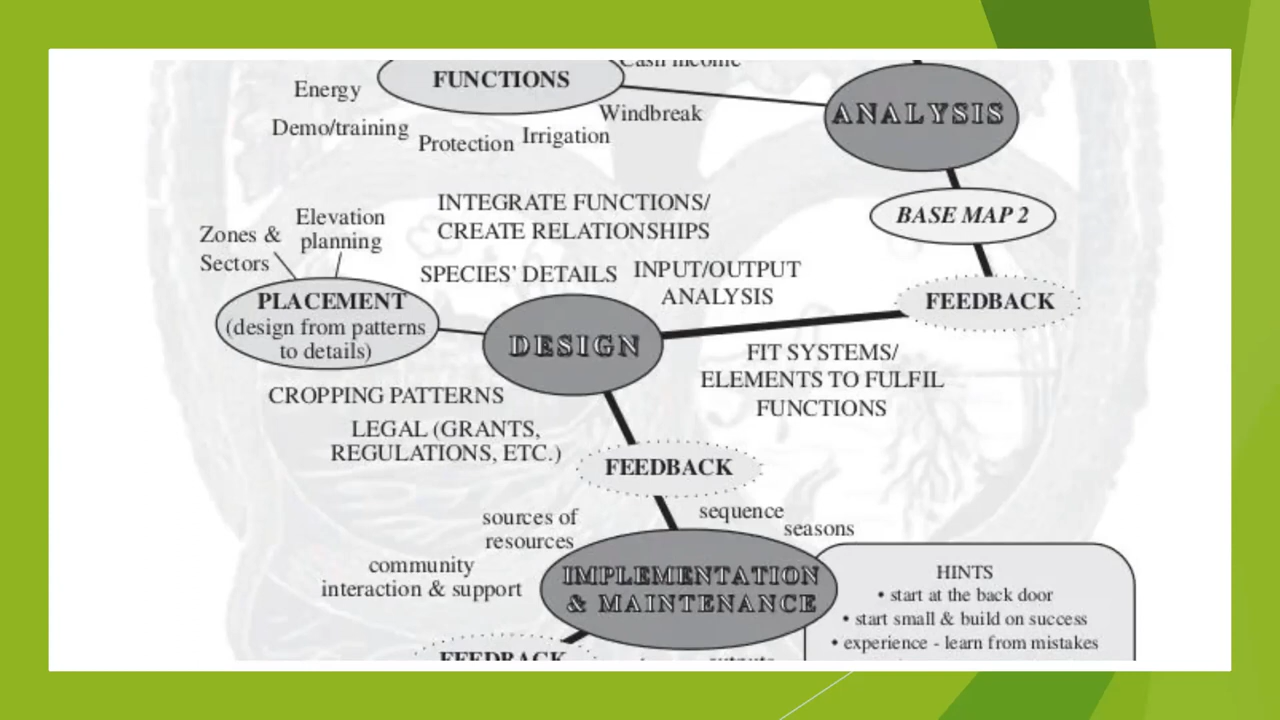 Cash income
FUNCTIONS
Energy
ANALYSIS
Windbreak
Demo/training
Protection
Irrigation
INTEGRATE FUNCTIONS/
CREATE RELATIONSHIPS
BASE MAP 2
Elevation
planning
Zones &
Sectors
SPECIES' DETAILS
INPUT/OUTPUT
ANALYSIS
PLACEMENT
(design from patterns
to details)
FEEDBACK
DESIGN
FIT SYSTEMS/
ELEMENTS TO FULFIL
FUNCTIONS
CROPPING PATTERNS
LEGAL (GRANTS,
REGULATIONS, ETC.)
FEEDBACK
sources of
resources
sequence
seasons
community
interaction & support
IMPLEMENTATION
& MAINTENANCE
HINTS
• start at the back door
• start small & build on success
• experience - learn from mistakes
FEEDBACK